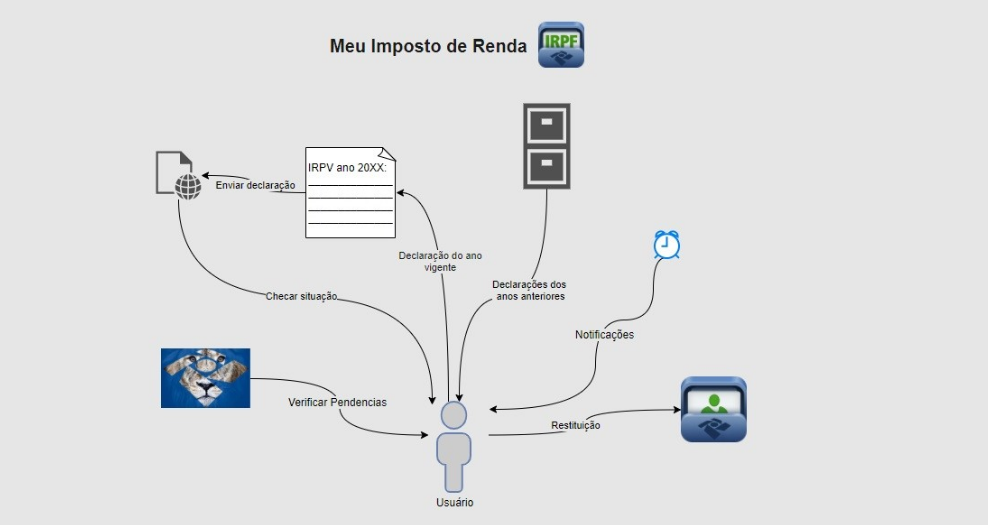 Meu Imposto de Renda
IRPF
IRPV ano 20XX:
Enviar declaração
Declaração do ano
vigente
Declarações dos
anos anteriores
Checar situação
Notificações
Verificar Pendencias
Restituição
Usuário